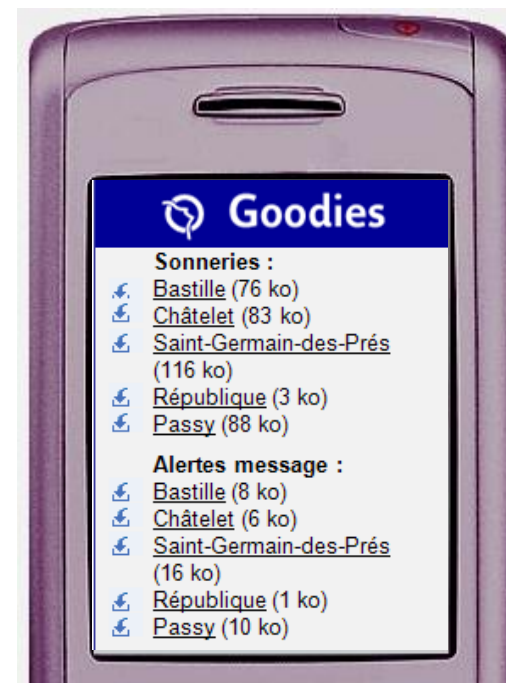 Goodies
Sonneries :
Bastille (76 ko)
Châtelet (83 ko)
Saint-Germain-des-Prés
(116 ko)
République (3 ko)
Passy (88 ko)
Alertes message :
Bastille (8 ko)
Châtelet (6 ko)
Saint-Germain-des-Prés
(16 ko)
République (1 ko)
Passy (10 ko)